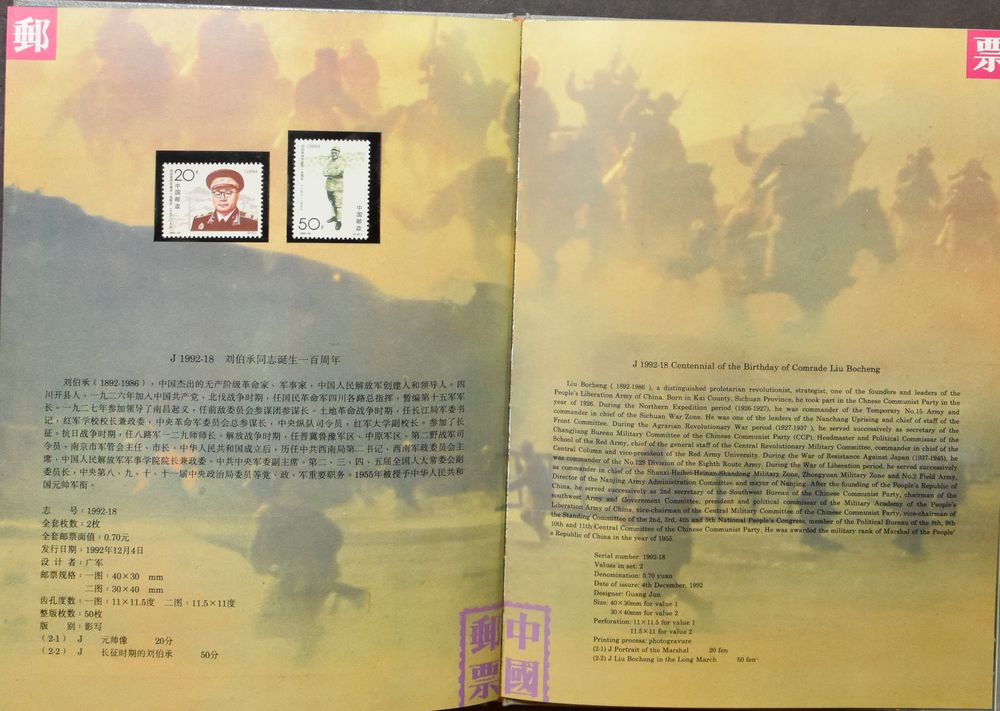 郵
票
20分
中国邮政
50分
中国邮政
J 1992-18 刘伯承同志诞生一百周年
刘伯承(1892-1986)，中国杰出的无产阶级革命家、军事家，中国人民解放军创建人和领导人。四
川开县人，一九二六年加入中国共产党，北伐战争时期，任国民革命军四川各路总指挥，暂编第十五军军
长。一九二七年参加领导了南昌起义，任前敌委员会参谋团参谋长。土地革命战争时期，任长江局军委书
记，红军学校校长兼政委、中央革命军委员会总参谋长，中央纵队司令员，红军大学副校长。参加了长
征。抗日战争时期，任八路军一二九师师长。解放战争时期，任晋冀鲁豫军区、中原军区、第二野战军司
令员，南京市军管会主任、市长，中华人民共和国成立后，历任中共西南局第二书记，西南军政委员会主
席，中国人民解放军军事学院院长兼政委。中共中央军委副主席。第二、三、四、五届全国人大常委会副
委员长，中央第八、九、十、十一届中央政治局委员等党、政、军重要职务。1955年被授予中华人民共和
国元帅军衔。
志 号：1992-18
全套枚数：2枚
全套邮票面值：0.70元
发行日期：1992年12月4日
设 计 者：广军
邮票规格：一图：40×30 mm
二图：30×40 mm
齿孔度数：一图：11×11.5度 二图：11.5×11度
整版枚数：50枚
版 别：影写
(2-1) J 元帅像 20分
(2-2) J 长征时期的刘伯承 50分
J 1992-18 Centennial of the Birthday of Comrade Liu Bocheng
Liu Bocheng (1892-1986), a distinguished proletarian revolutionist, strategist, one of the founders and leaders of the
People's Liberation Army of China. Born in Kai County, Sichuan Province, he took part in the Chenese Communist Party in the
year of 1926. During the Northern Expedition period (1926-1927), he was commander of the Temporary No.15 Army and
commander in chief of the Sichuan War Zone. He was one of the leaders of the Nanchang Uprising and chief of staff of the
Front Committee. During the Agrarian Revolutionary War period (1927-1937), he served successively as secretary of the
Changjiang Bureau Military Committee of the Chinese Communist Party (CCP), Headmaster and Political Commissar of the
School of the Red Army, chief of the general staff of the Central Revolutionary Military Committee, commander in chief of the
Central Column and vice-president of the Red Army University. During the War of Resistance Against Japan (1937-1945), he
was commander of the No.129 Division of the Eighth Route Army. During the War of Liberation period, he served successively
as commander in chief of the Shanxi-Heibei-Heinan-Shandong Military Zone, Zhongyuan Military Zone and No.2 Field Army,
Director of the Nanjing Army Administration Committee and mayor of Nanjing. After the founding of the People's Republic of
China, he served successively as 2nd secretary of the Southwest Bureau of the Chinese Communist Party, chairman of the
southwest Army and Government Committee, president and political commissar of the Military Academy of the People's
Liberation Army of China, vice-chairman of the Central Military Committee of the Chinese Communist Party, vice-chairman of
the Standing Committee of the 2nd, 3rd, 4th and 5th National People's Congress, member of the Political Bureau of the 8th, 9th
10th and 11th Central Committee of the Chinese Communist Party. He was awarded the military rank of Marshal of the People'
s Republic of China in the year of 1955.
Serial number: 1992-18
Values in set: 2
Denomination: 0.70 yuan
Date of issure: 4th December, 1992
Designer: Guang Jun
Size: 40×30mm for value 1
30×40mm for value 2
Perforation: 11×11.5 for value 1
11.5×11 for value 2
Printing process: photogravure
(2-1) J Portrait of the Marshal 20 fen
(2-2) J Liu Bocheng in the Long March 50 fen
中國
郵票